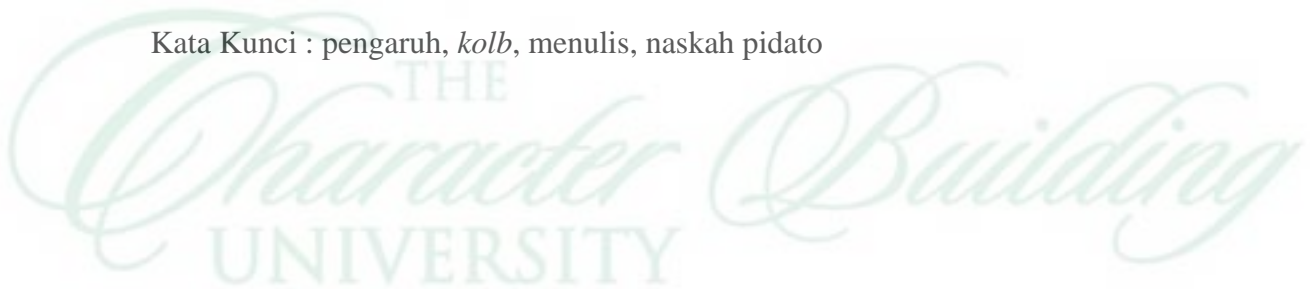 Kata Kunci : pengaruh, kolb, menulis, naskah pidato
THE
Character Building
UNIVERSITY